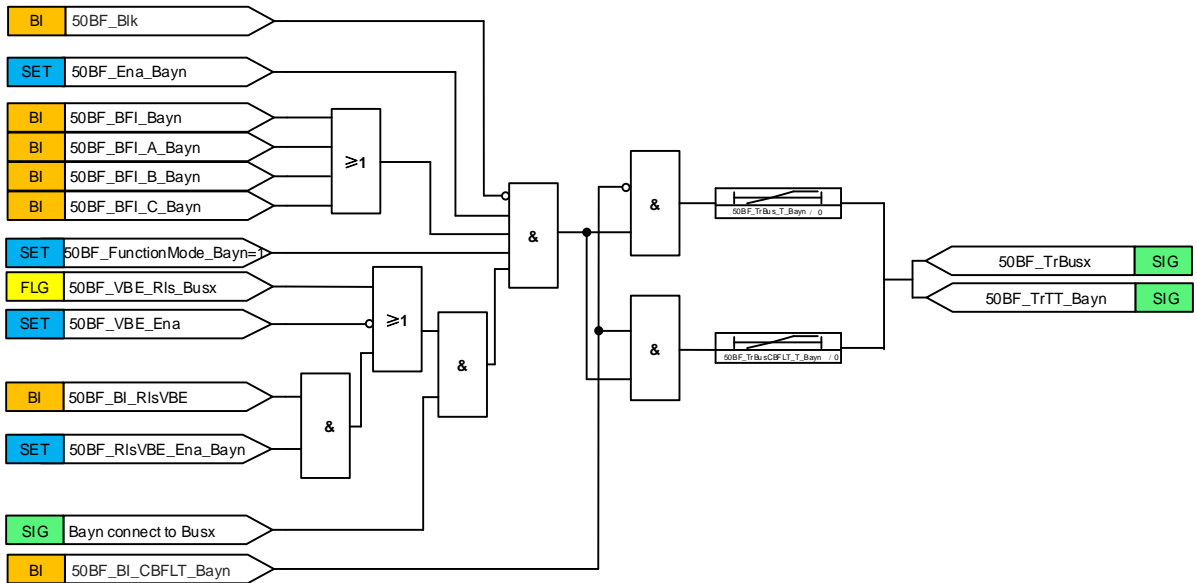 BI 50BF_Blk
SET 50BF_Ena_Bayn
BI 50BF_BFI_Bayn
BI 50BF_BFI_A_Bayn
BI 50BF_BFI_B_Bayn
BI 50BF_BFI_C_Bayn
≥1
&
&
50BF_TrBus_T_Bayn / 0
SET 50BF_FunctionMode_Bayn=1
FLG 50BF_VBE_Rls_Busx
SET 50BF_VBE_Ena
≥1
&
&
50BF_TrBusCBFLT_T_Bayn / 0
50BF_TrBusx SIG
50BF_TrTT_Bayn SIG
BI 50BF_BI_RlsVBE
SET 50BF_RlsVBE_Ena_Bayn
&
SIG Bayn connect to Busx
BI 50BF_BI_CBFLT_Bayn